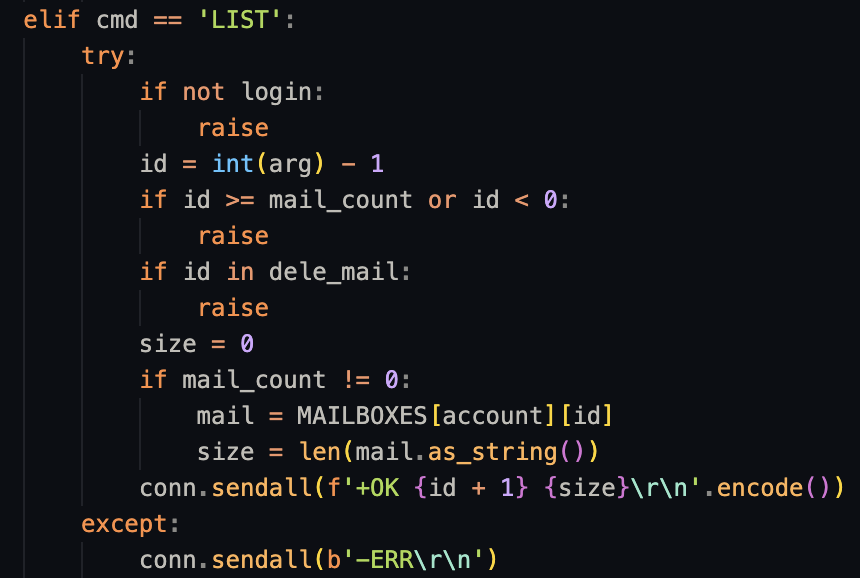 elif cmd == 'LIST':
    try:
        if not login:
            raise
        id = int(arg) - 1
        if id >= mail_count or id < 0:
            raise
        if id in dele_mail:
            raise
        size = 0
        if mail_count != 0:
            mail = MAILBOXES[account][id]
            size = len(mail.as_string())
        conn.sendall(f'+OK {id + 1} {size}\r\n'.encode())
    except:
        conn.sendall(b'-ERR\r\n')